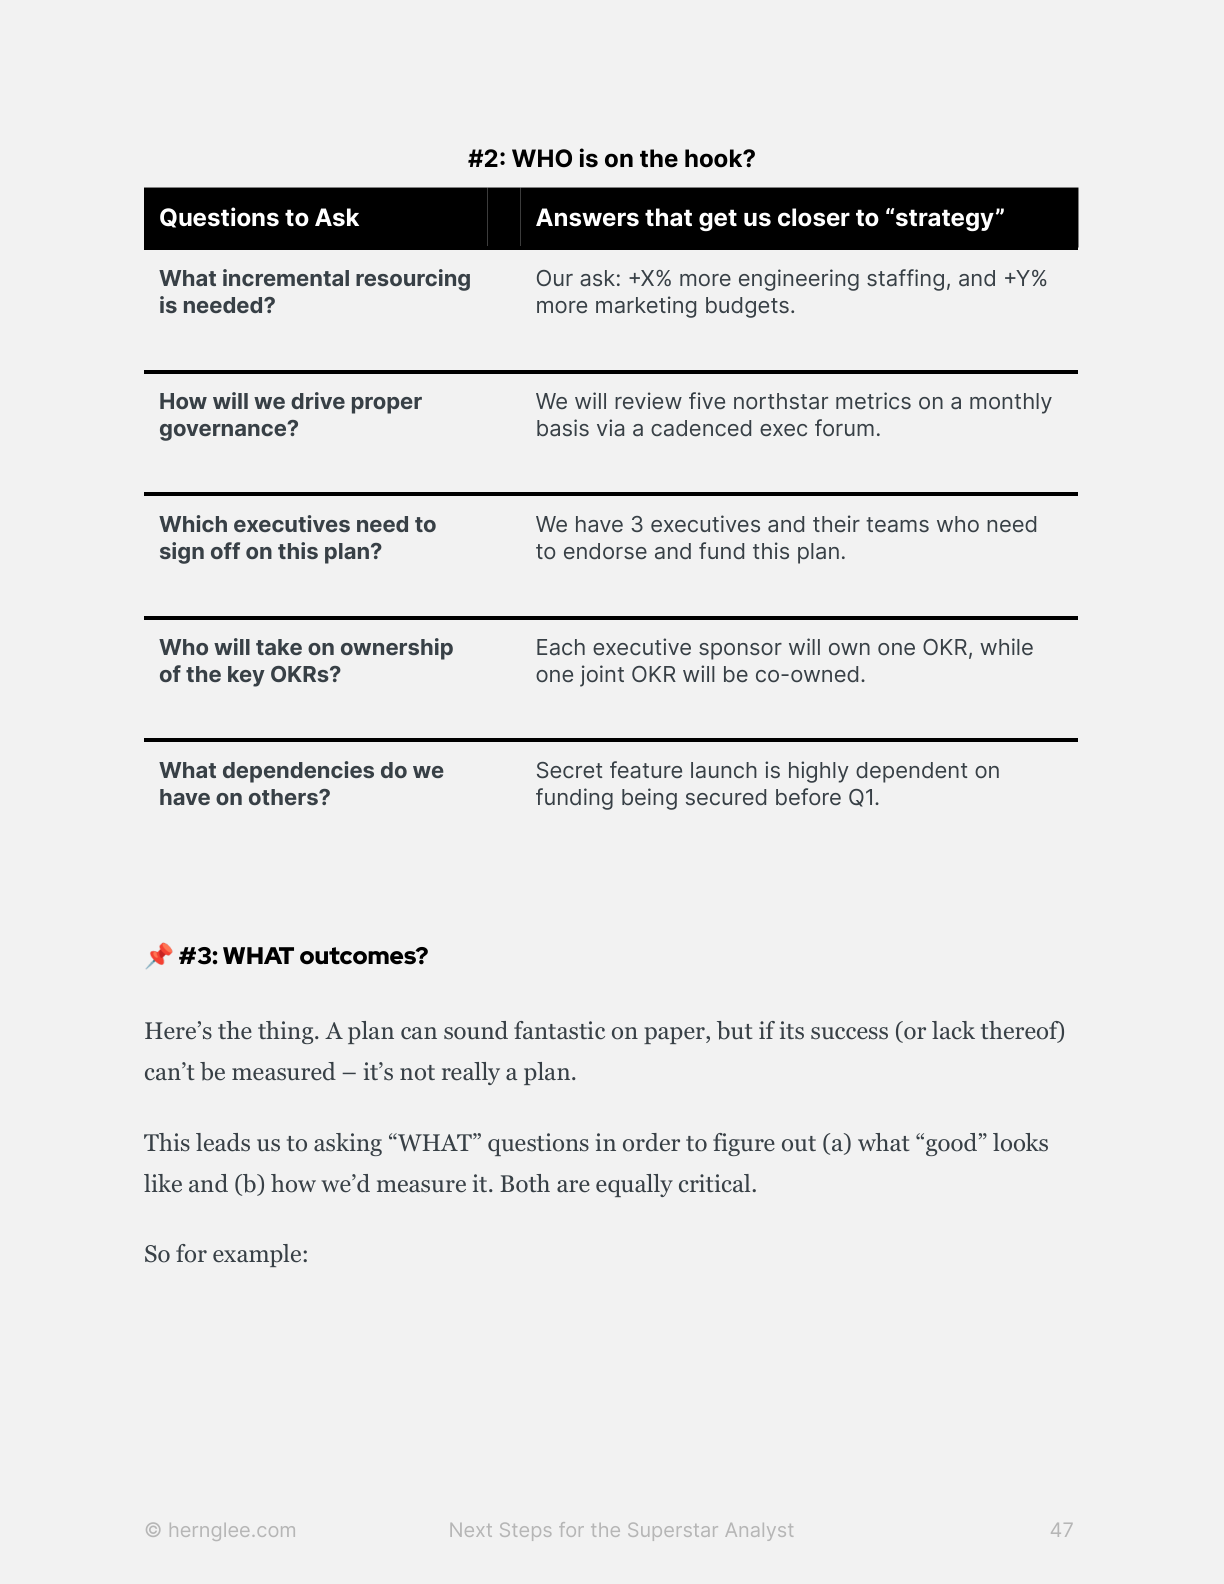 #2: WHO is on the hook?
Questions to Ask
Answers that get us closer to “strategy”
What incremental resourcing
is needed?
Our ask: +X% more engineering staffing, and +Y%
more marketing budgets.
How will we drive proper
governance?
We will review five northstar metrics on a monthly
basis via a cadenced exec forum.
Which executives need to
sign off on this plan?
We have 3 executives and their teams who need
to endorse and fund this plan.
Who will take on ownership
of the key OKRs?
Each executive sponsor will own one OKR, while
one joint OKR will be co-owned.
What dependencies do we
have on others?
Secret feature launch is highly dependent on
funding being secured before Q1.
📌 #3: WHAT outcomes?
Here’s the thing. A plan can sound fantastic on paper, but if its success (or lack thereof)
can’t be measured – it’s not really a plan.
This leads us to asking “WHAT” questions in order to figure out (a) what “good” looks
like and (b) how we’d measure it. Both are equally critical.
So for example:
© hernglee.com
Next Steps for the Superstar Analyst
47